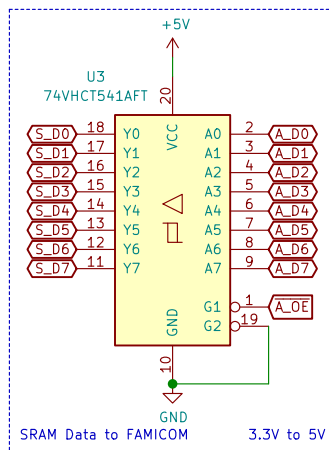 +5V
U3
74VHCT541AFT
20
VCC
S_D0 18 Y0 A0 2 A_D0
S_D1 17 Y1 A1 3 A_D1
S_D2 16 Y2 A2 4 A_D2
S_D3 15 Y3 A3 5 A_D3
S_D4 14 Y4 A4 6 A_D4
S_D5 13 Y5 A5 7 A_D5
S_D6 12 Y6 A6 8 A_D6
S_D7 11 Y7 A7 9 A_D7
G1 1 A_OE
G2 19
GND
10
GND
SRAM Data to FAMICOM 3.3V to 5V